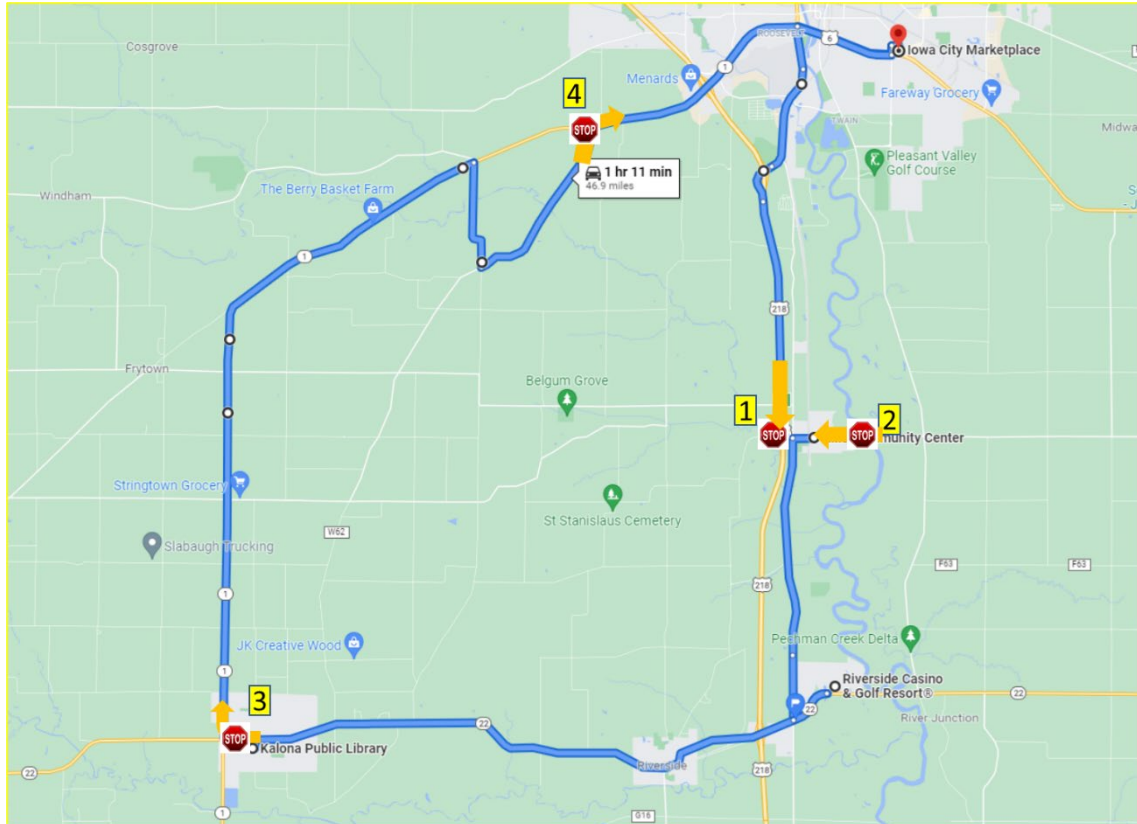 Cosgrove
ROOSEVELT
6
Iowa City Marketplace
1
Menards
4
STOP
Fareway Grocery
TWAIN
Midwa
1 hr 11 min
46.9 miles
Pleasant Valley
Golf Course
Windham
The Berry Basket Farm
S
- J
1
218
Frytown
Belgum Grove
1
2
STOP
STOP
munity Center
Stringtown Grocery
St Stanislaus Cemetery
W62
Slabaugh Trucking
F63
F63
218
218
1
JK Creative Wood
Pechman Creek Delta
1
Riverside Casino
& Golf Resort®
22
3
22
River Junction
STOP
Kalona Public Library
22
22
Riverside
218
1
G16